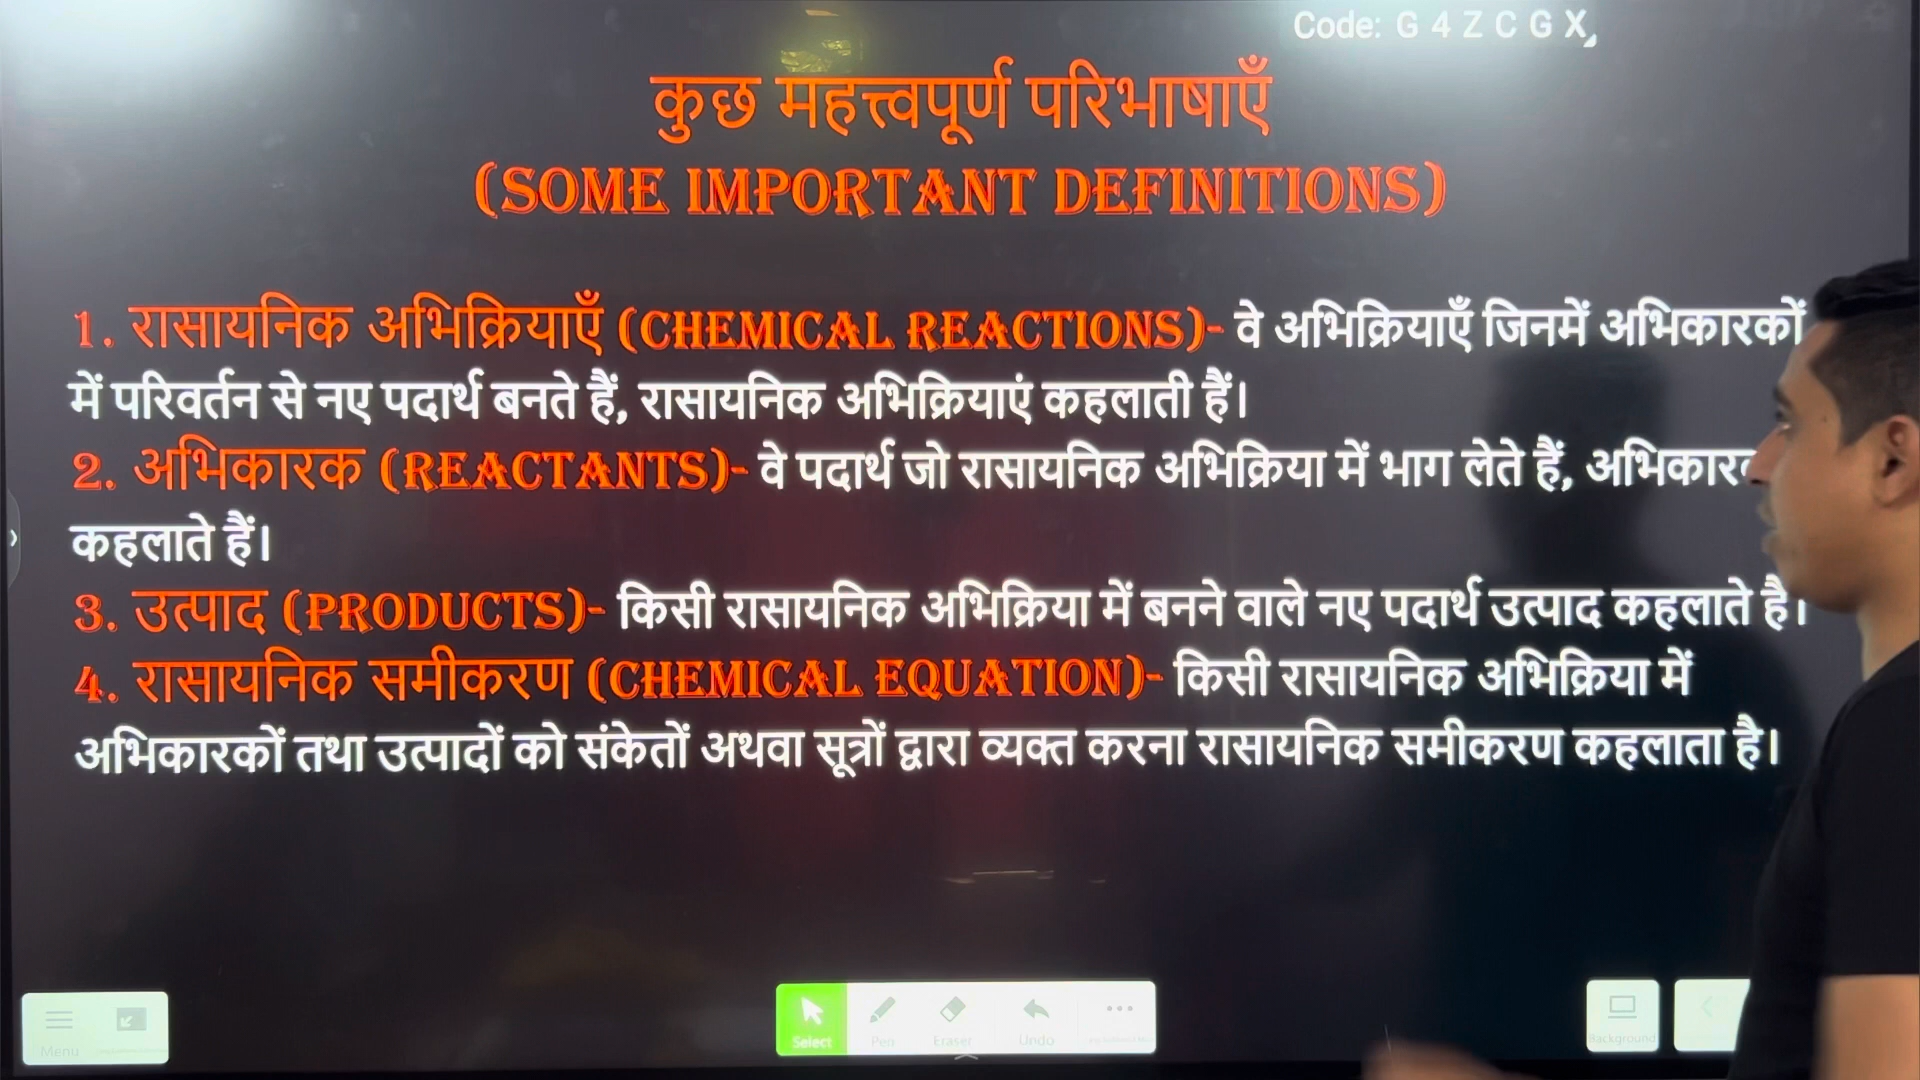 Code: G 4 Z C G X
कुछ महत्त्वपूर्ण परिभाषाएँ
(SOME IMPORTANT DEFINITIONS)
1. रासायनिक अभिक्रियाएँ (CHEMICAL REACTIONS)- वे अभिक्रियाएँ जिनमें अभिकारकों
में परिवर्तन से नए पदार्थ बनते हैं, रासायनिक अभिक्रियाएं कहलाती हैं।
2. अभिकारक (REACTANTS)- वे पदार्थ जो रासायनिक अभिक्रिया में भाग लेते हैं,
कहलाते हैं।
3. उत्पाद (PRODUCTS)- किसी रासायनिक अभिक्रिया में बनने वाले नए पदार्थ उत्पाद कहलाते है।
4. रासायनिक समीकरण (CHEMICAL EQUATION)- किसी रासायनिक अभिक्रिया में
अभिकारकों तथा उत्पादों को संकेतों अथवा सूत्रों द्वारा व्यक्त करना रासायनिक समीकरण कहलाता है।
Menu
Select Pen Eraser Undo
Background